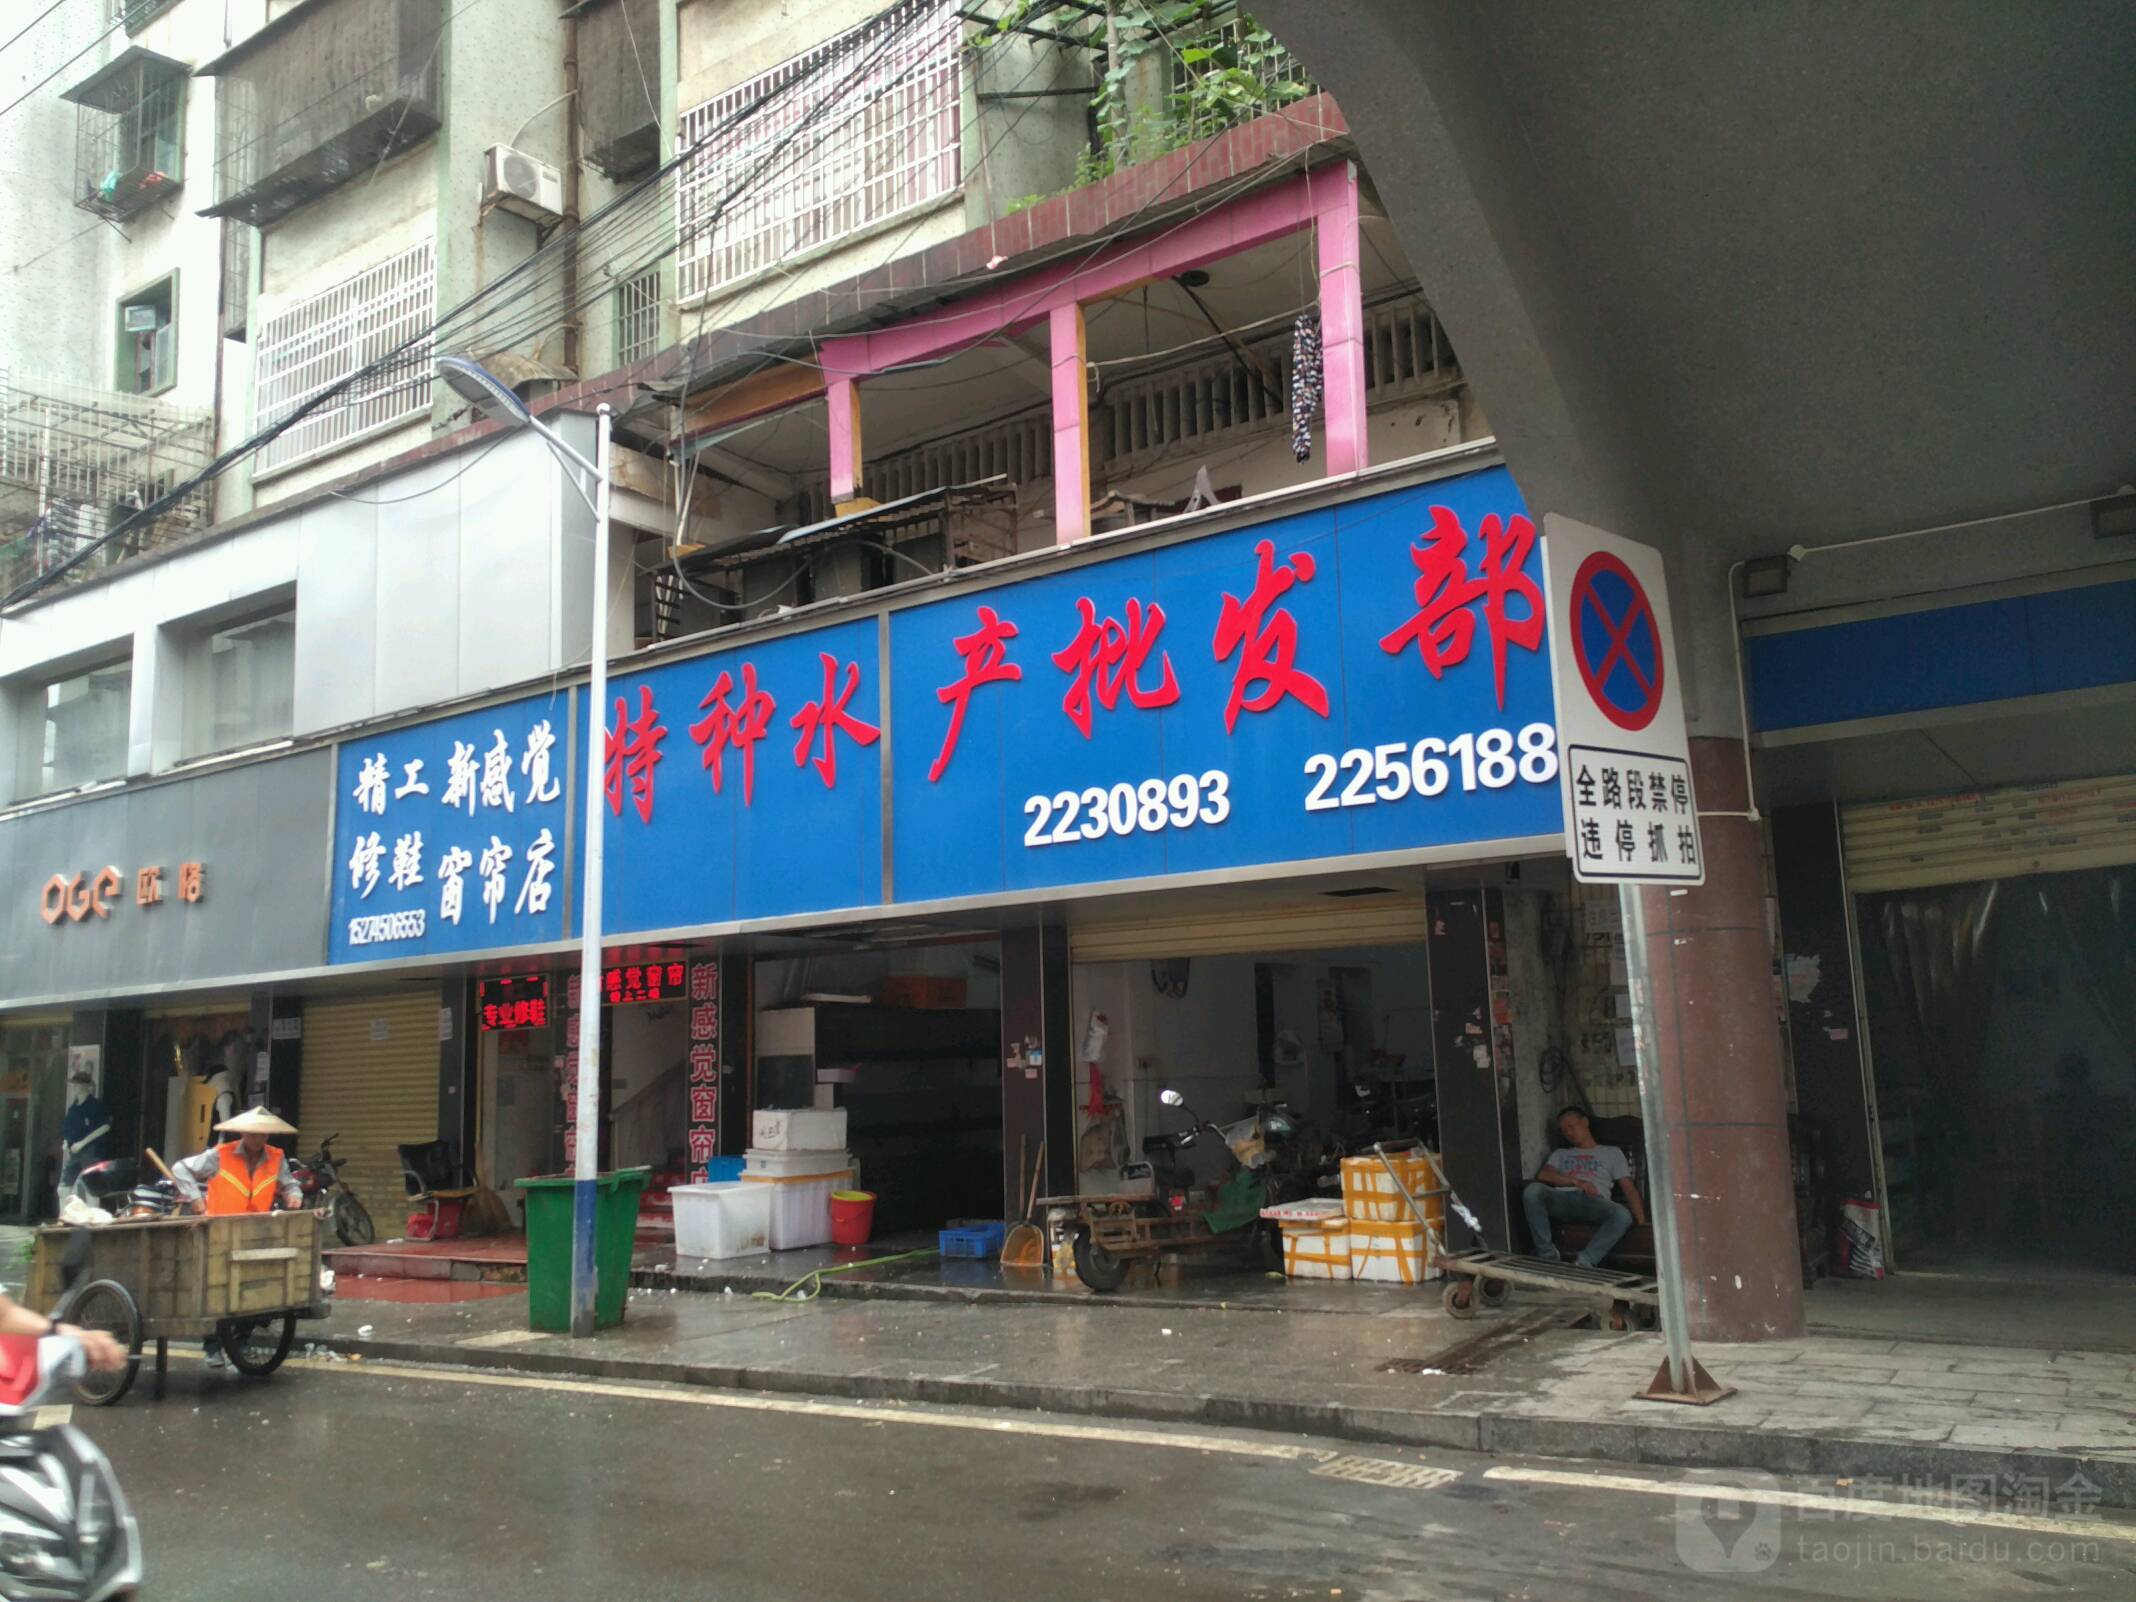 OGE 欧格
精工 新感觉
修鞋 窗帘店
15274506553
特种水产批发部
2230893 2256188
全路段禁停
违停抓拍
专业修鞋
感觉窗帘
新感觉窗帘店
百度地图淘金
taojin.baidu.com